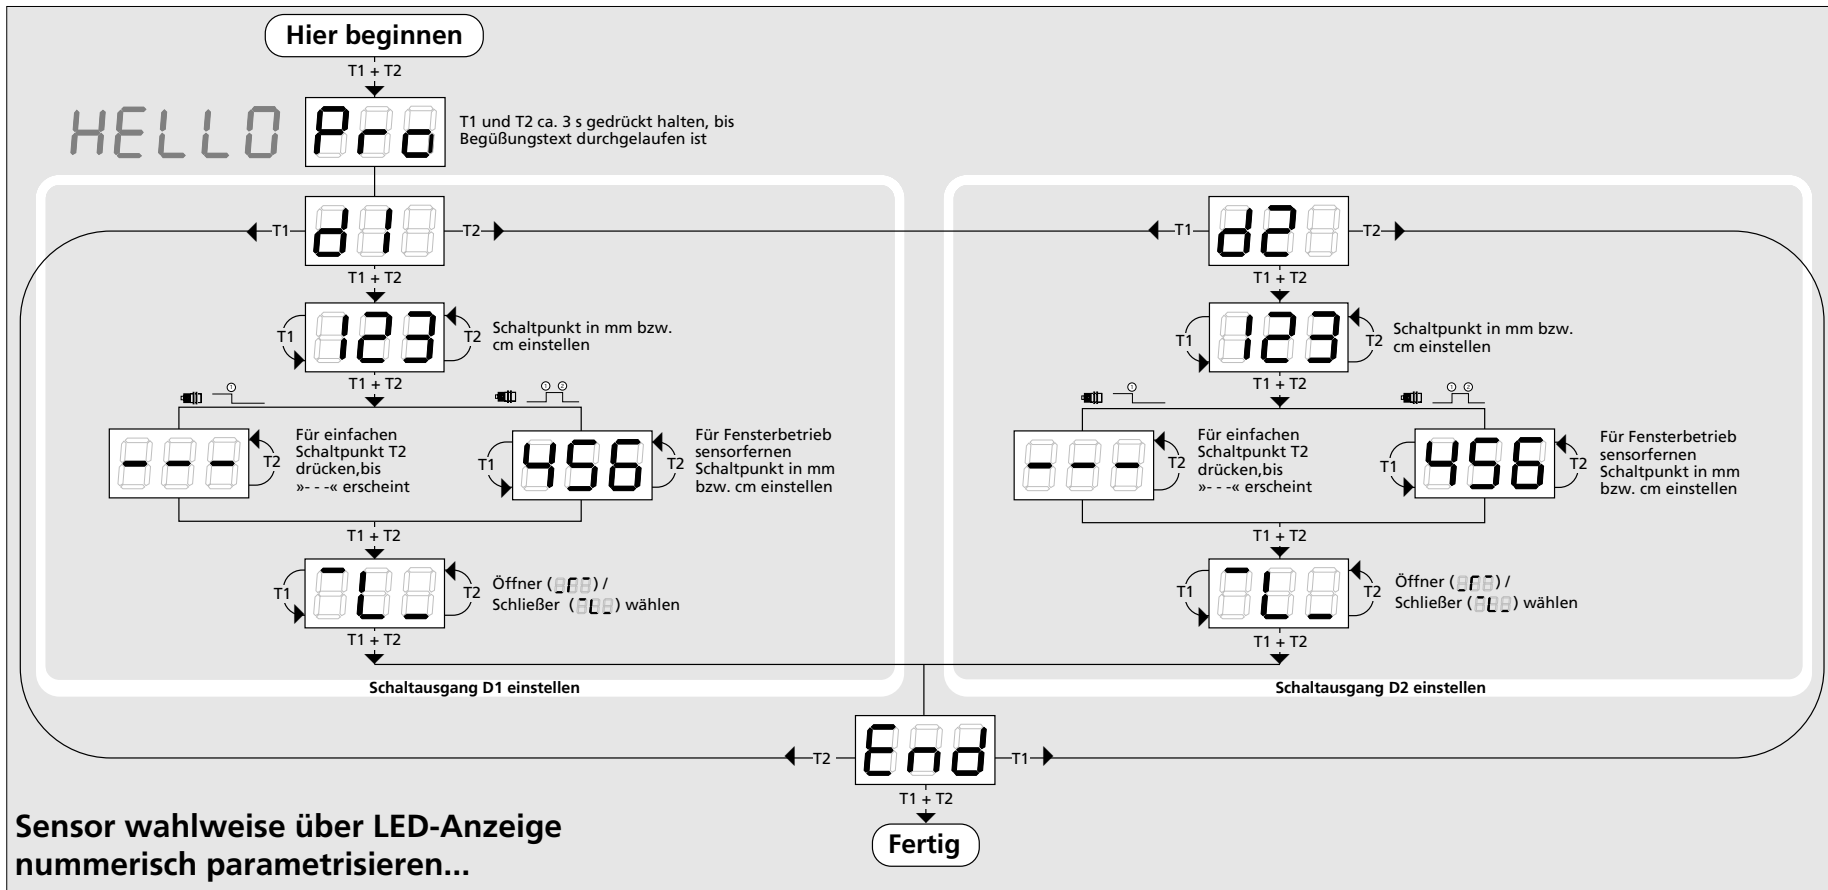 Hier beginnen
T1 + T2
HELLO
Pro
T1 und T2 ca. 3 s gedrückt halten, bis
Begüßungstext durchgelaufen ist
T1
d1
T2
T1
d2
T2
T1 + T2
T1 + T2
T1
123
T2
Schaltpunkt in mm bzw.
cm einstellen
T1
123
T2
Schaltpunkt in mm bzw.
cm einstellen
T1 + T2
T1 + T2
1
1 2
1
1 2
- - -
T2
Für einfachen
Schaltpunkt T2
drücken,bis
»- - -« erscheint
T1
456
T2
Für Fensterbetrieb
sensorfernen
Schaltpunkt in mm
bzw. cm einstellen
- - -
T2
Für einfachen
Schaltpunkt T2
drücken,bis
»- - -« erscheint
T1
456
T2
Für Fensterbetrieb
sensorfernen
Schaltpunkt in mm
bzw. cm einstellen
T1 + T2
T1 + T2
T1
T2
Öffner ( ) /
Schließer ( ) wählen
T1
T2
Öffner ( ) /
Schließer ( ) wählen
T1 + T2
T1 + T2
Schaltausgang D1 einstellen
Schaltausgang D2 einstellen
T2
End
T1
T1 + T2
Fertig
Sensor wahlweise über LED-Anzeige
nummerisch parametrisieren...